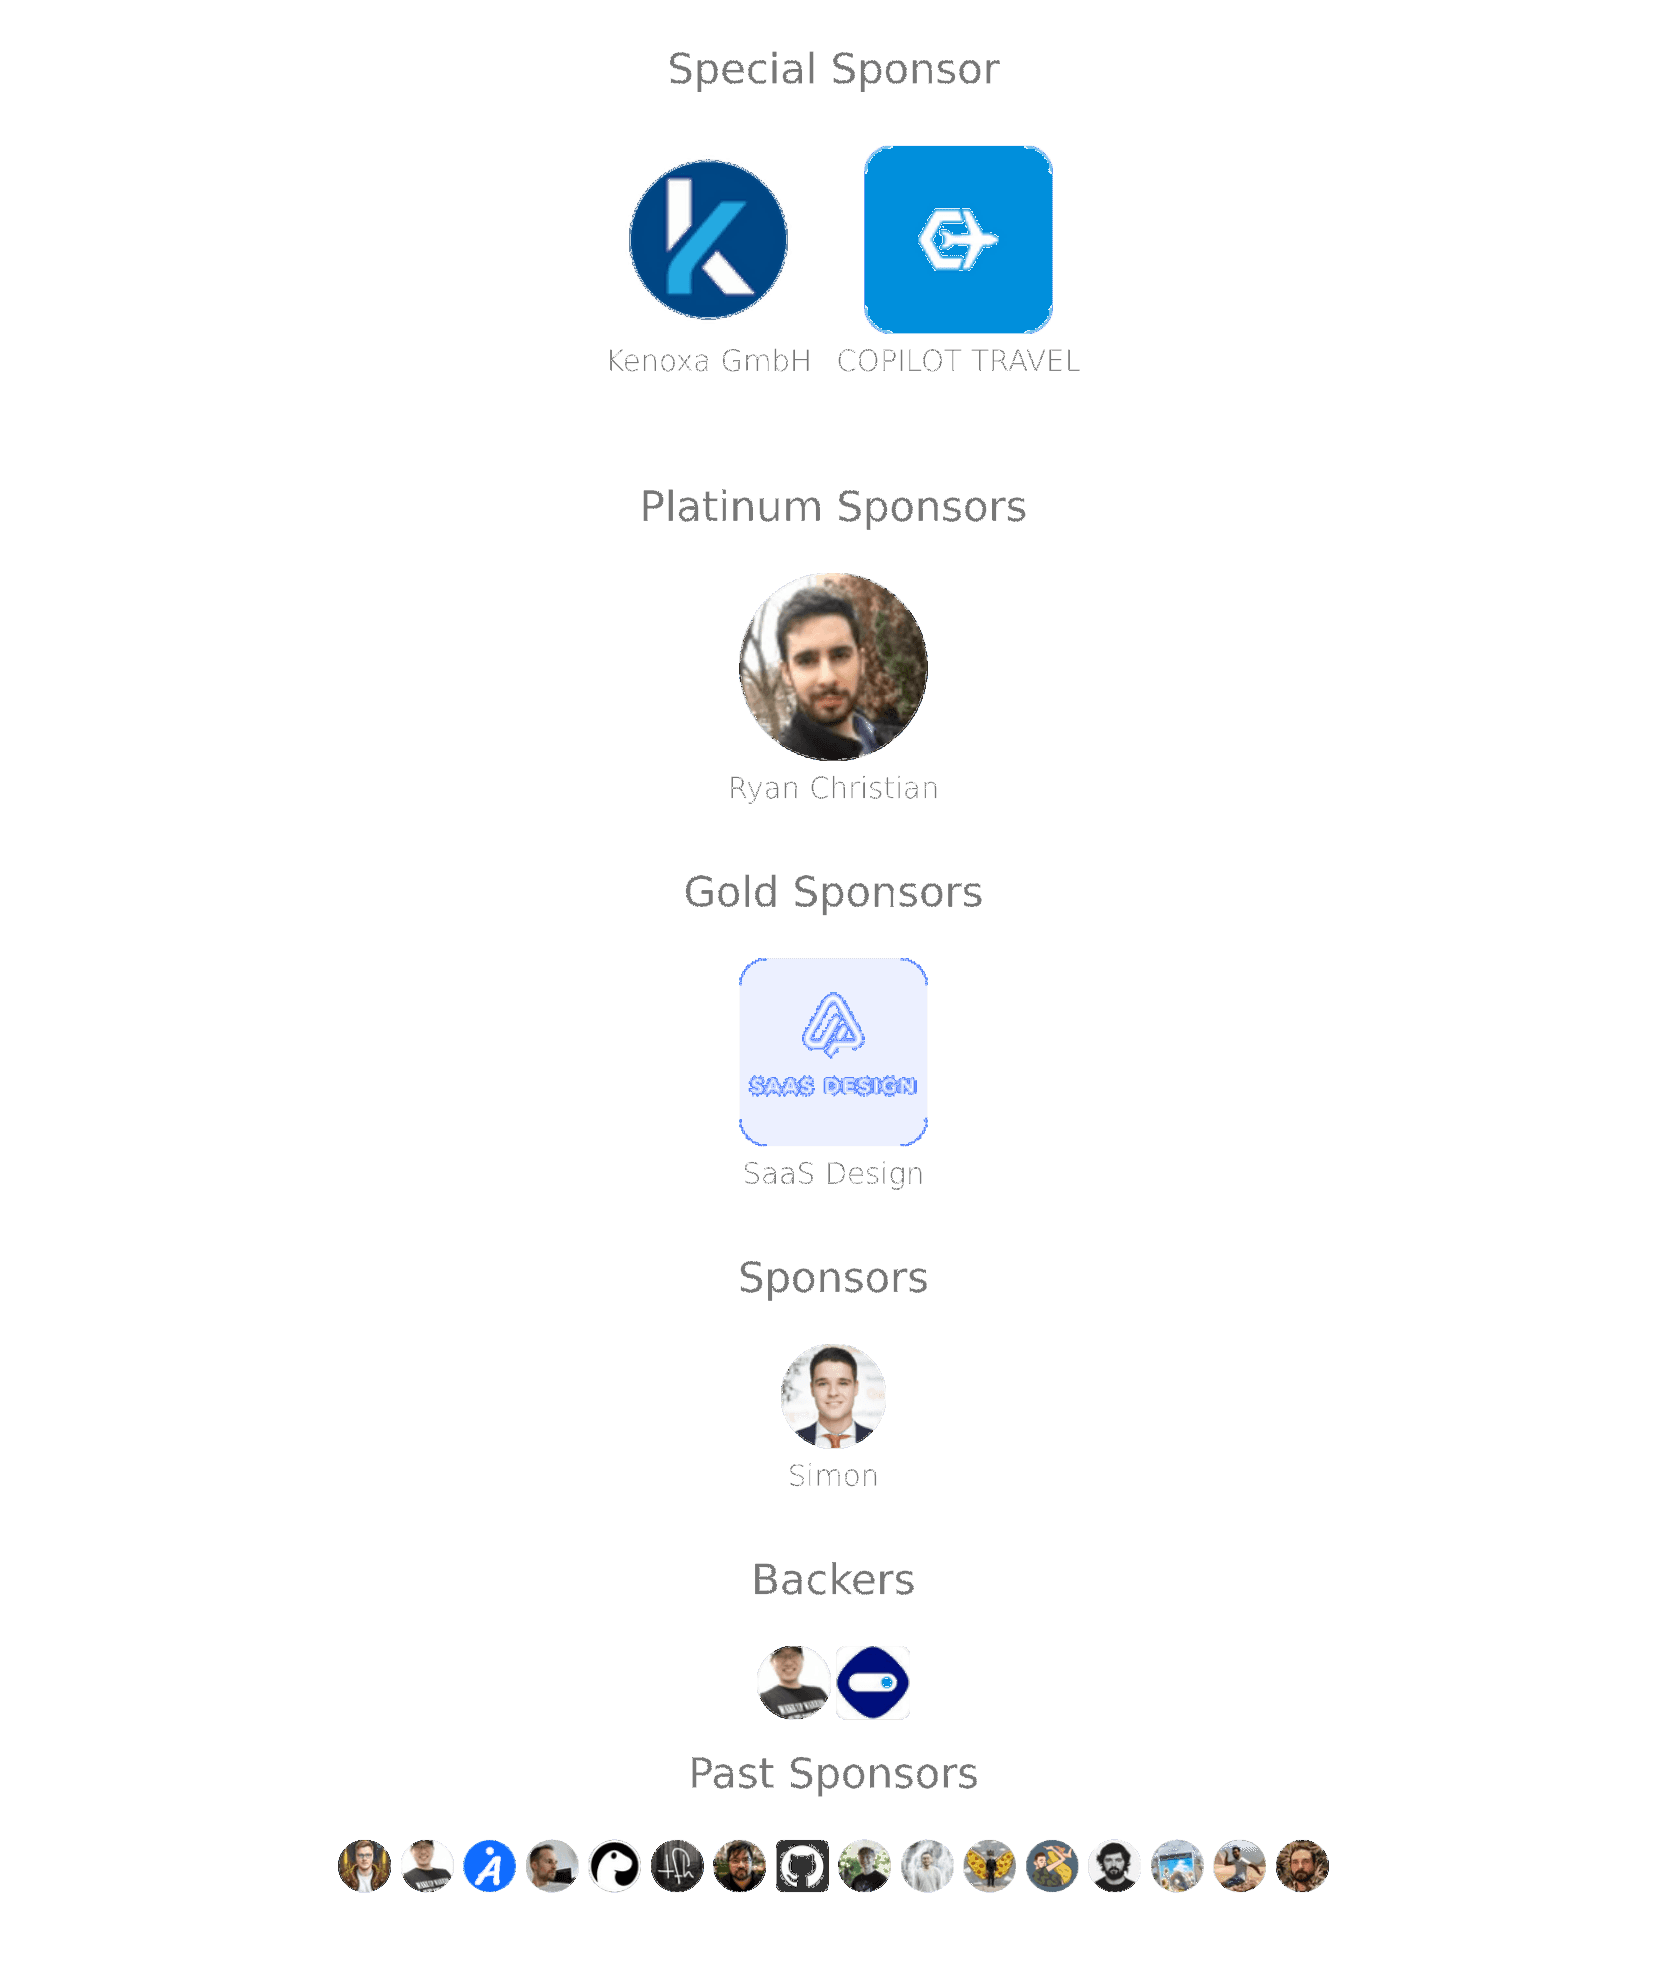 Special Sponsor
Kenoxa GmbH COPILOT TRAVEL
Platinum Sponsors
Ryan Christian
Gold Sponsors
SAAS DESIGN
SaaS Design
Sponsors
Simon
Backers
Past Sponsors